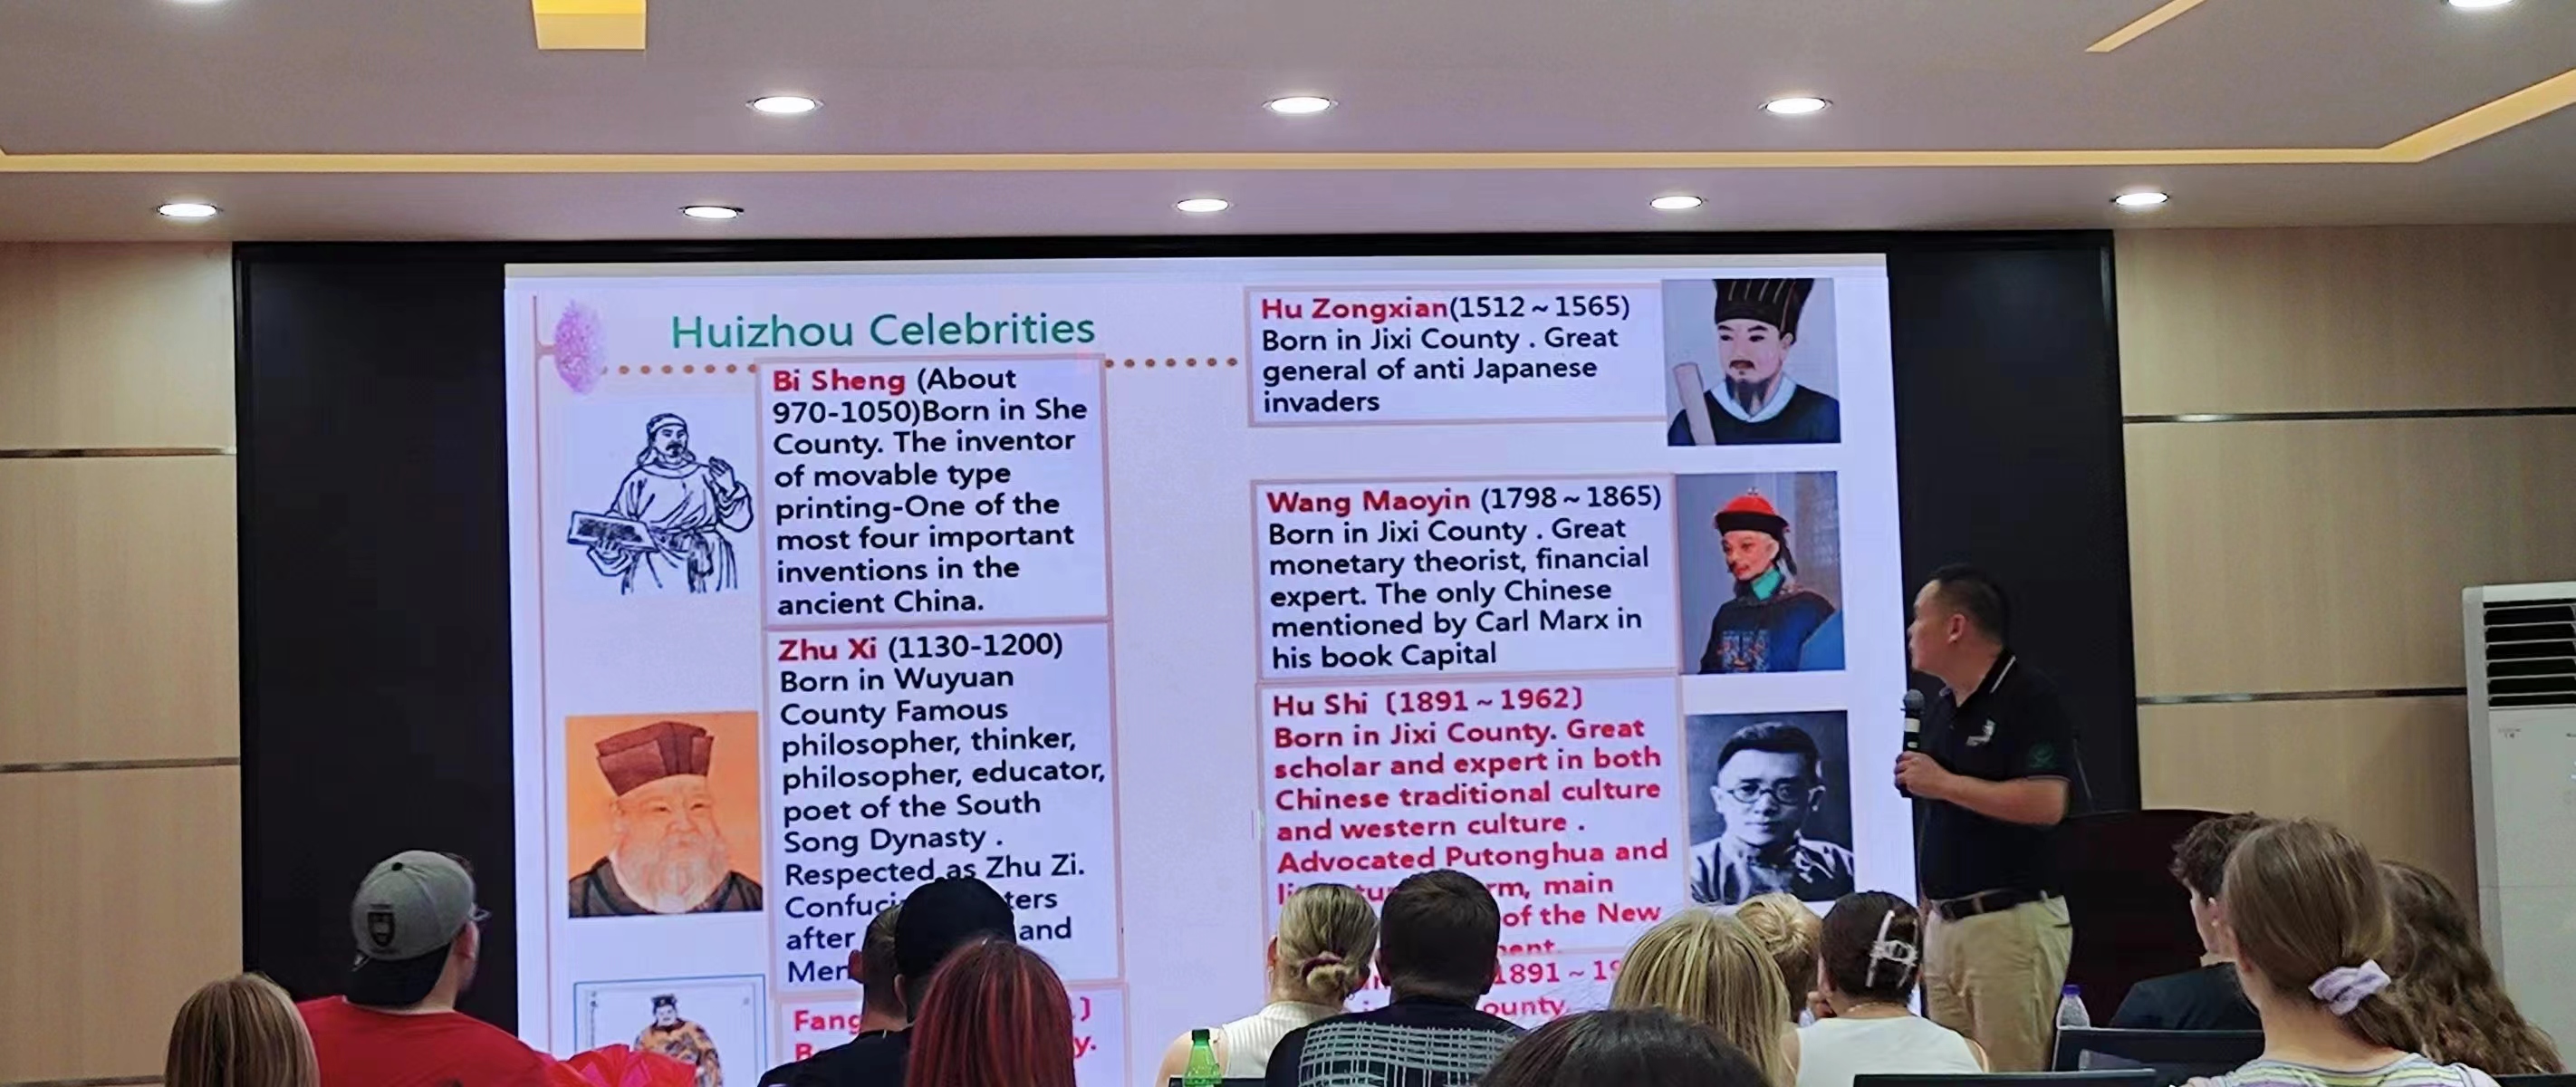 Huizhou Celebrities
Bi Sheng (About
970-1050)Born in She
County. The inventor
of movable type
printing-One of the
most four important
inventions in the
ancient China.
Zhu Xi (1130-1200)
Born in Wuyuan
County Famous
philosopher, thinker,
philosopher, educator,
poet of the South
Song Dynasty .
Respected as Zhu Zi.
after and
Fang
Hu Zongxian(1512~1565)
Born in Jixi County . Great
general of anti Japanese
invaders
Wang Maoyin (1798~1865)
Born in Jixi County . Great
monetary theorist, financial
expert. The only Chinese
mentioned by Carl Marx in
his book Capital
Hu Shi (1891~1962)
Born in Jixi County. Great
scholar and expert in both
Chinese traditional culture
and western culture .
Advocated Putonghua and
main
of the New
1891~